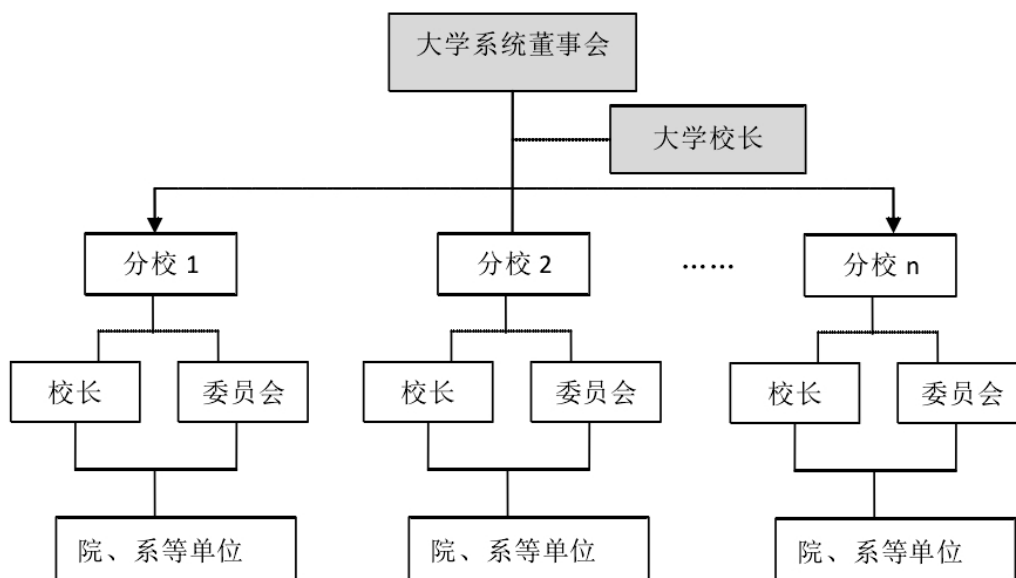 大学系统董事会
大学校长
分校 1
分校 2
……
分校 n
校长
委员会
校长
委员会
校长
委员会
院、系等单位
院、系等单位
院、系等单位